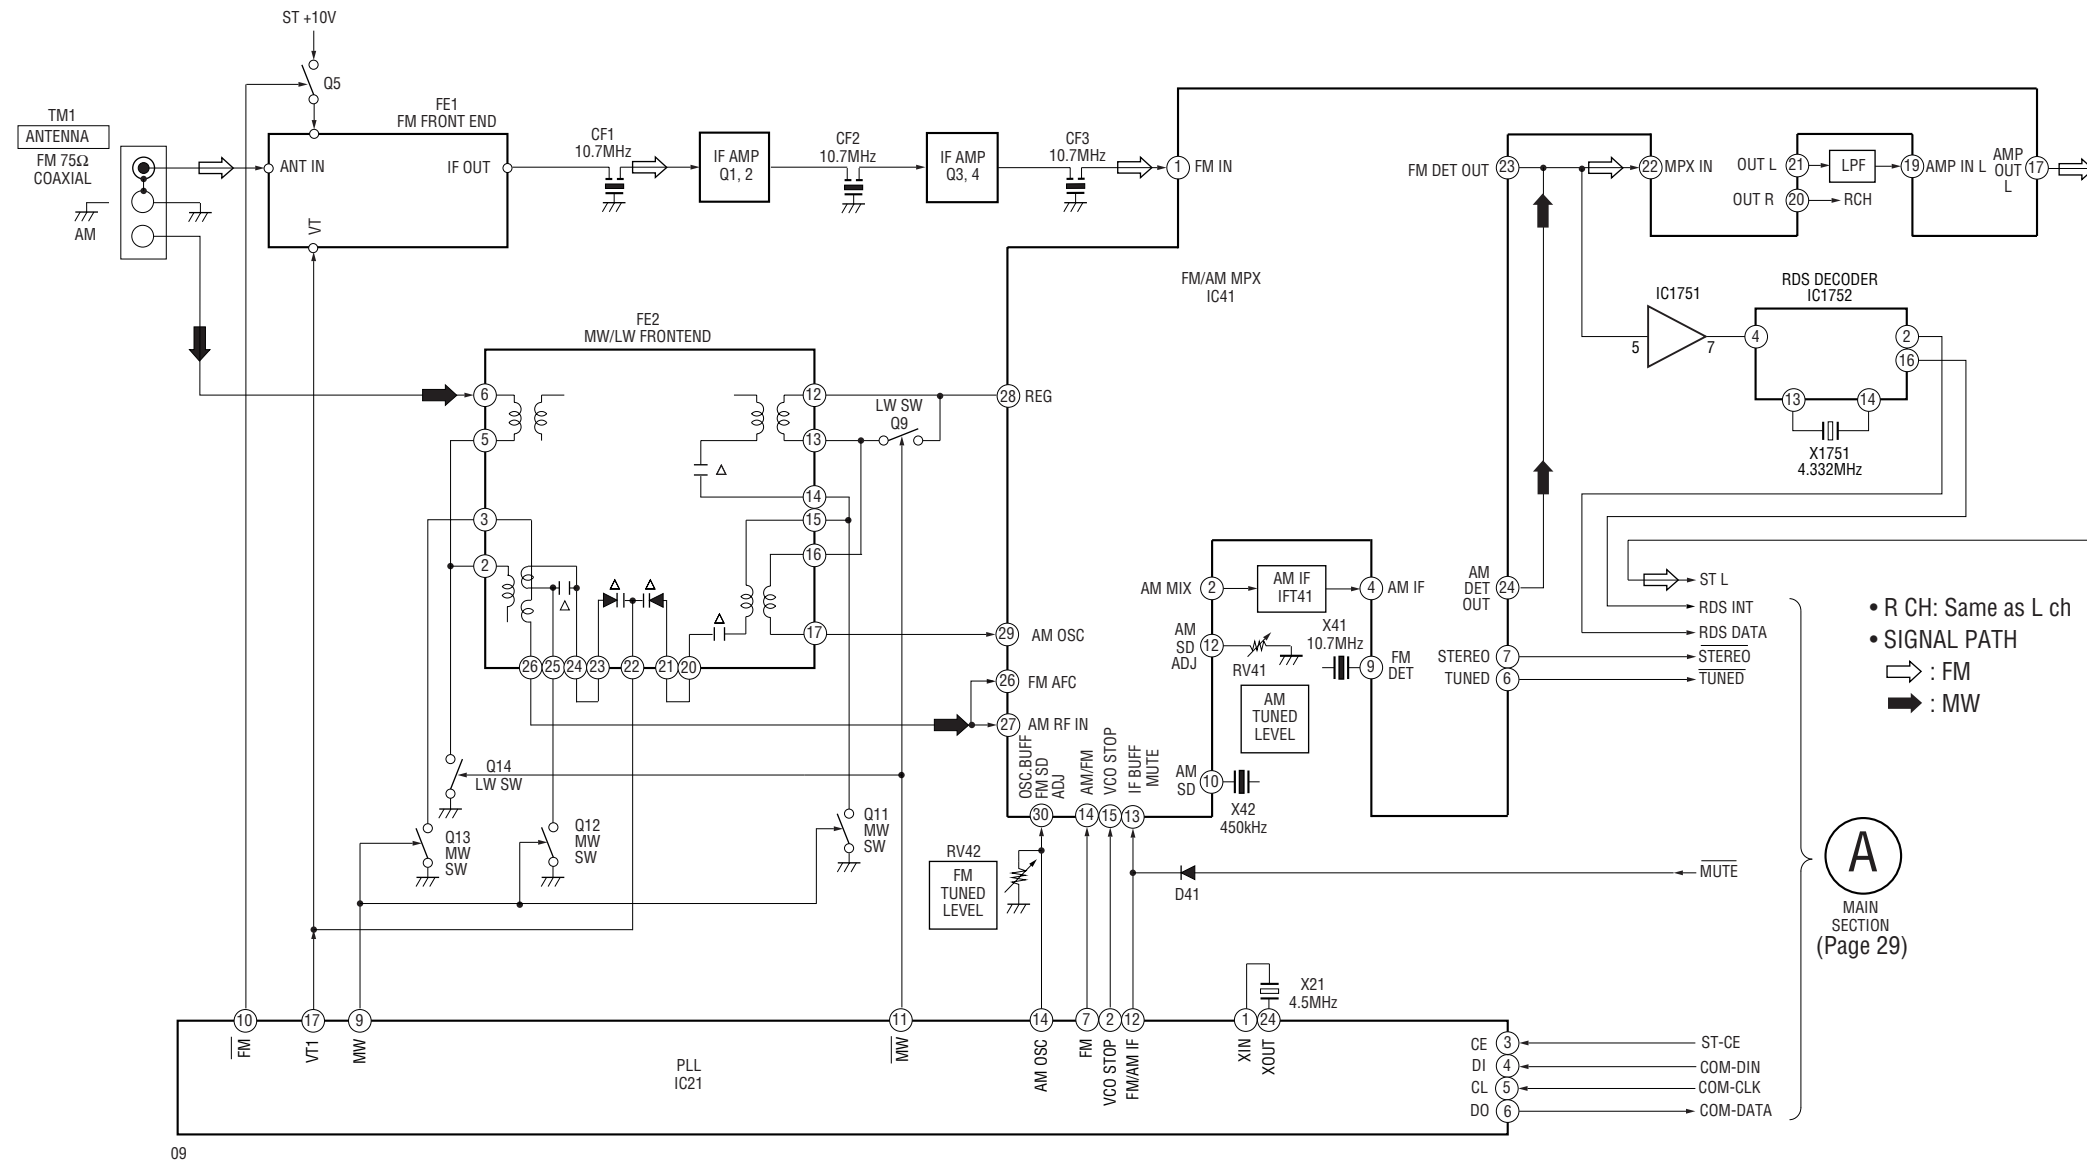 ST +10V
Q5
TM1
ANTENNA
FM 75Ω
COAXIAL
AM
FE1
FM FRONT END
ANT IN
IF OUT
VT
CF1
10.7MHz
IF AMP
Q1, 2
CF2
10.7MHz
IF AMP
Q3, 4
CF3
10.7MHz
1
FM IN
FM DET OUT
23
22
MPX IN
OUT L
21
LPF
19
AMP IN L
AMP
OUT
L
17
OUT R
20
RCH
FM/AM MPX
IC41
IC1751
5
7
RDS DECODER
IC1752
4
2
16
13
14
X1751
4.332MHz
FE2
MW/LW FRONTEND
6
5
3
2
12
13
14
15
16
17
26
25
24
23
22
21
20
Δ
Δ
Δ
Δ
Δ
LW SW
Q9
28
REG
29
AM OSC
26
FM AFC
27
AM RF IN
AM MIX
2
AM IF
IFT41
4
AM IF
AM
SD
ADJ
12
RV41
X41
10.7MHz
9
FM
DET
AM
TUNED
LEVEL
AM
SD
10
X42
450kHz
AM
DET
OUT
24
STEREO
7
TUNED
6
ST L
RDS INT
RDS DATA
STEREO
TUNED
• R CH: Same as L ch
• SIGNAL PATH
: FM
: MW
OSC.BUFF
FM SD
ADJ
AM/FM
VCO STOP
IF BUFF
MUTE
30
14
15
13
Q14
LW SW
Q13
MW
SW
Q12
MW
SW
Q11
MW
SW
RV42
FM
TUNED
LEVEL
D41
MUTE
A
MAIN
SECTION
(Page 29)
X21
4.5MHz
10
17
9
11
14
7
2
12
1
24
FM
VT1
MW
MW
AM OSC
FM
VCO STOP
FM/AM IF
XIN
XOUT
PLL
IC21
CE
3
ST-CE
DI
4
COM-DIN
CL
5
COM-CLK
DO
6
COM-DATA
09